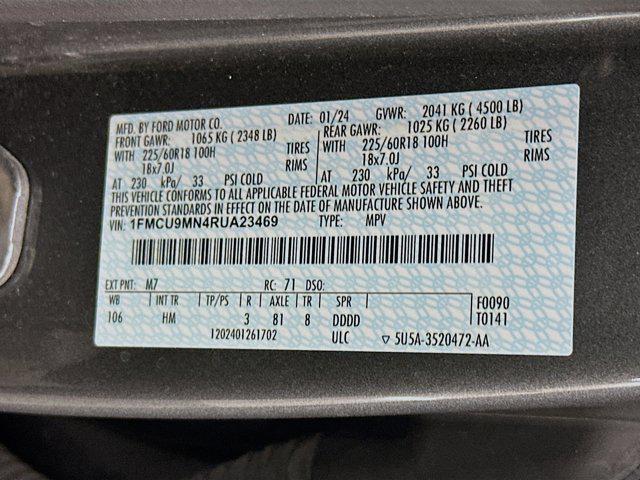 MFD. BY FORD MOTOR CO. DATE: 01/24 GVWR: 2041 KG ( 4500 LB)
FRONT GAWR: 1065 KG ( 2348 LB) REAR GAWR: 1025 KG ( 2260 LB)
WITH 225/60R18 100H TIRES WITH 225/60R18 100H TIRES
18x7.0J RIMS 18x7.0J RIMS
AT 230 kPa/ 33 PSI COLD AT 230 kPa/ 33 PSI COLD
THIS VEHICLE CONFORMS TO ALL APPLICABLE FEDERAL MOTOR VEHICLE SAFETY AND THEFT
PREVENTION STANDARDS IN EFFECT ON THE DATE OF MANUFACTURE SHOWN ABOVE.
VIN: 1FMCU9MN4RUA23469 TYPE: MPV
EXT PNT: M7 RC: 71 DSO:
WB INT TR TP/PS R AXLE TR SPR F0090
106 HM 3 81 8 DDDD T0141
1202401261702 ULC ▽ 5U5A-3520472-AA